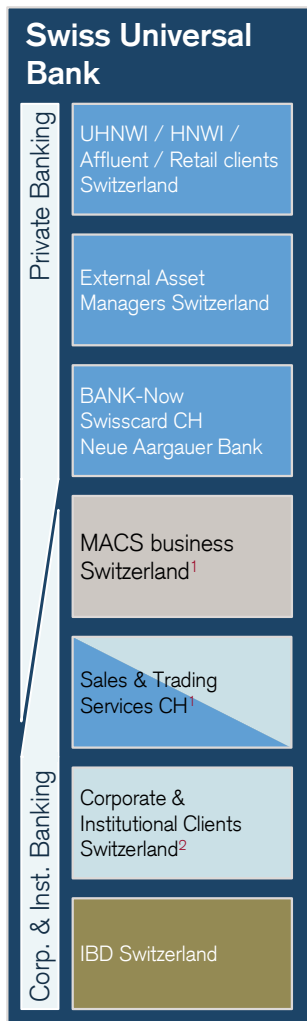 Swiss Universal
Bank
Private Banking
UHNWI / HNWI /
Affluent / Retail clients
Switzerland
External Asset
Managers Switzerland
BANK-Now
Swisscard CH
Neue Aargauer Bank
MACS business
Switzerland¹
Sales & Trading
Services CH¹
Corp. & Inst. Banking
Corporate &
Institutional Clients
Switzerland²
IBD Switzerland